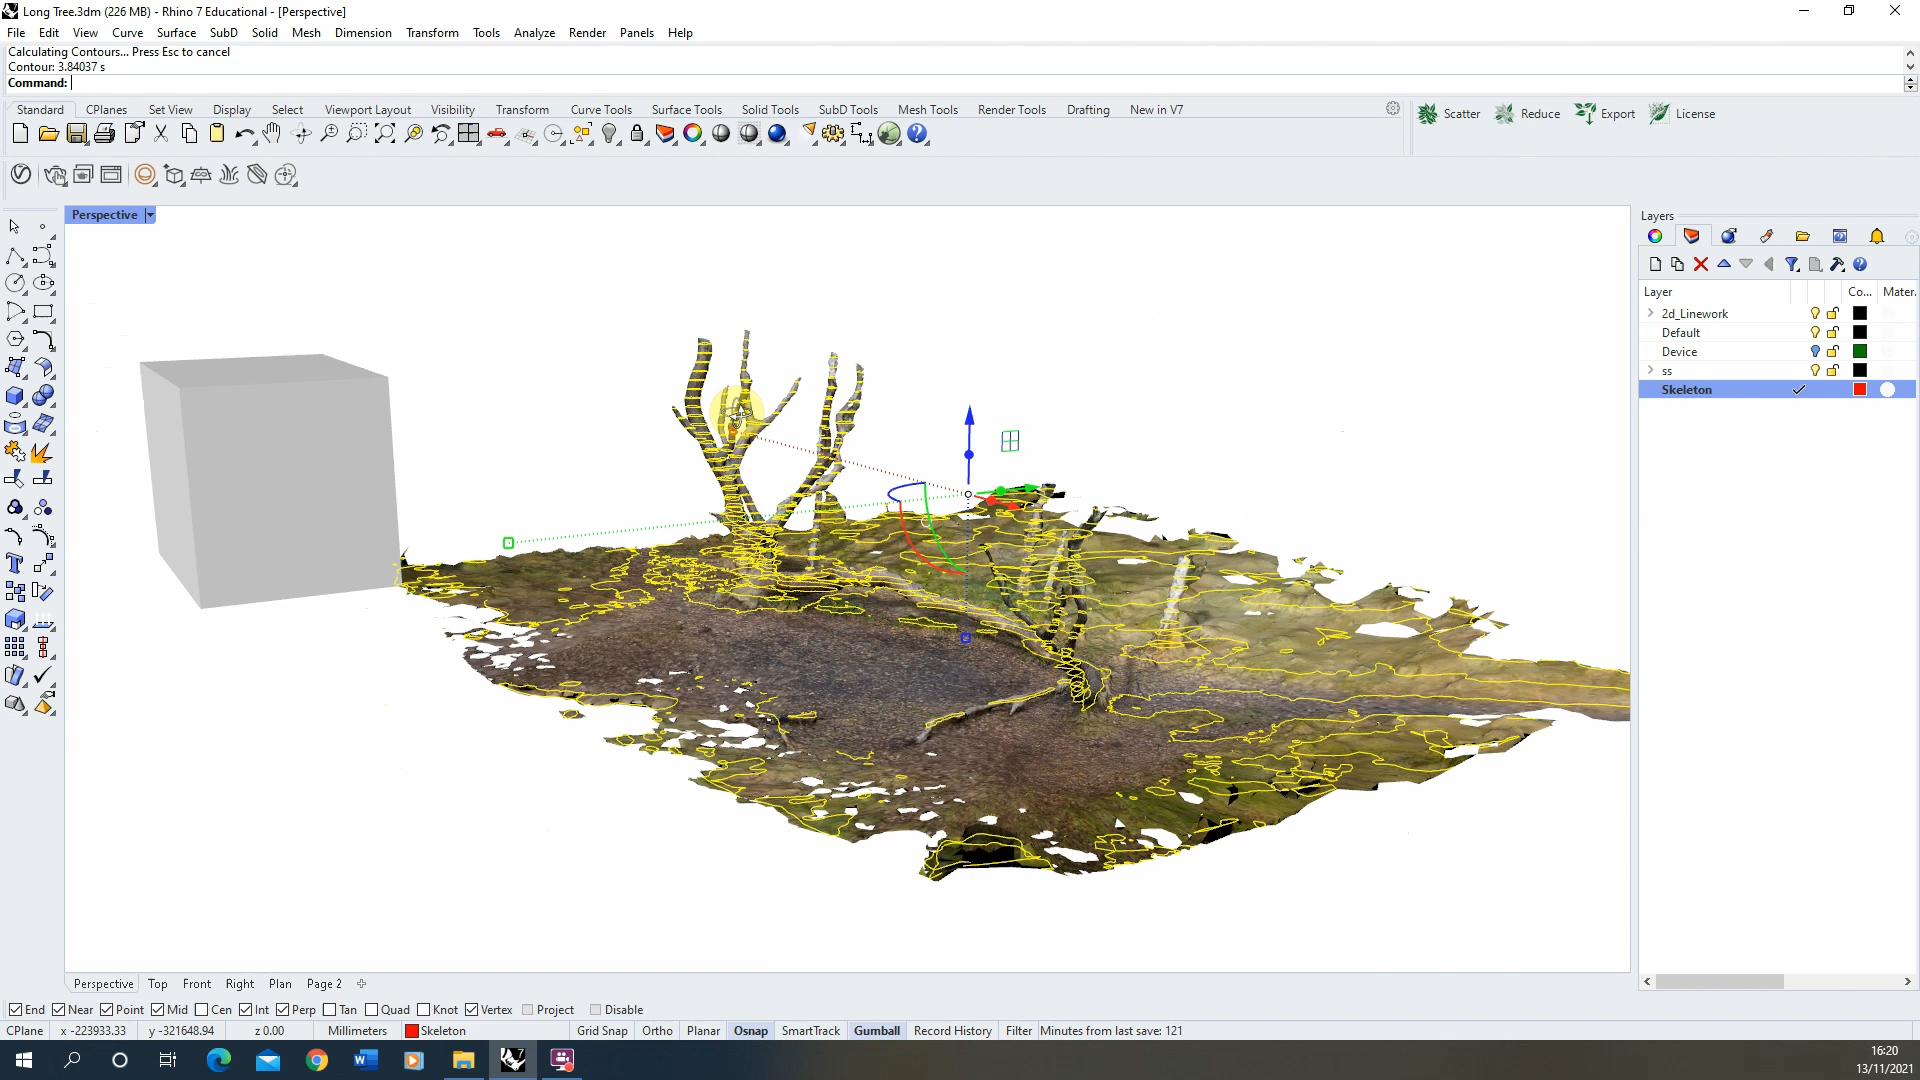 Long Tree.3dm (226 MB) - Rhino 7 Educational - [Perspective]
File Edit View Curve Surface SubD Solid Mesh Dimension Transform Tools Analyze Render Panels Help
Calculating Contours... Press Esc to cancel
Contour: 3.84037 s
Command:
Standard CPlanes Set View Display Select Viewport Layout Visibility Transform Curve Tools Surface Tools Solid Tools SubD Tools Mesh Tools Render Tools Drafting New in V7
Scatter Reduce Export License
Perspective
Layers
Layer Co... Mater.
2d_Linework
Default
Device
ss
Skeleton
Perspective Top Front Right Plan Page 2
End Near Point Mid Cen Int Perp Tan Quad Knot Vertex Project Disable
CPlane x -223933.33 y -321648.94 z 0.00 Millimeters Skeleton Grid Snap Ortho Planar Osnap SmartTrack Gumball Record History Filter Minutes from last save: 121
16:20
13/11/2021